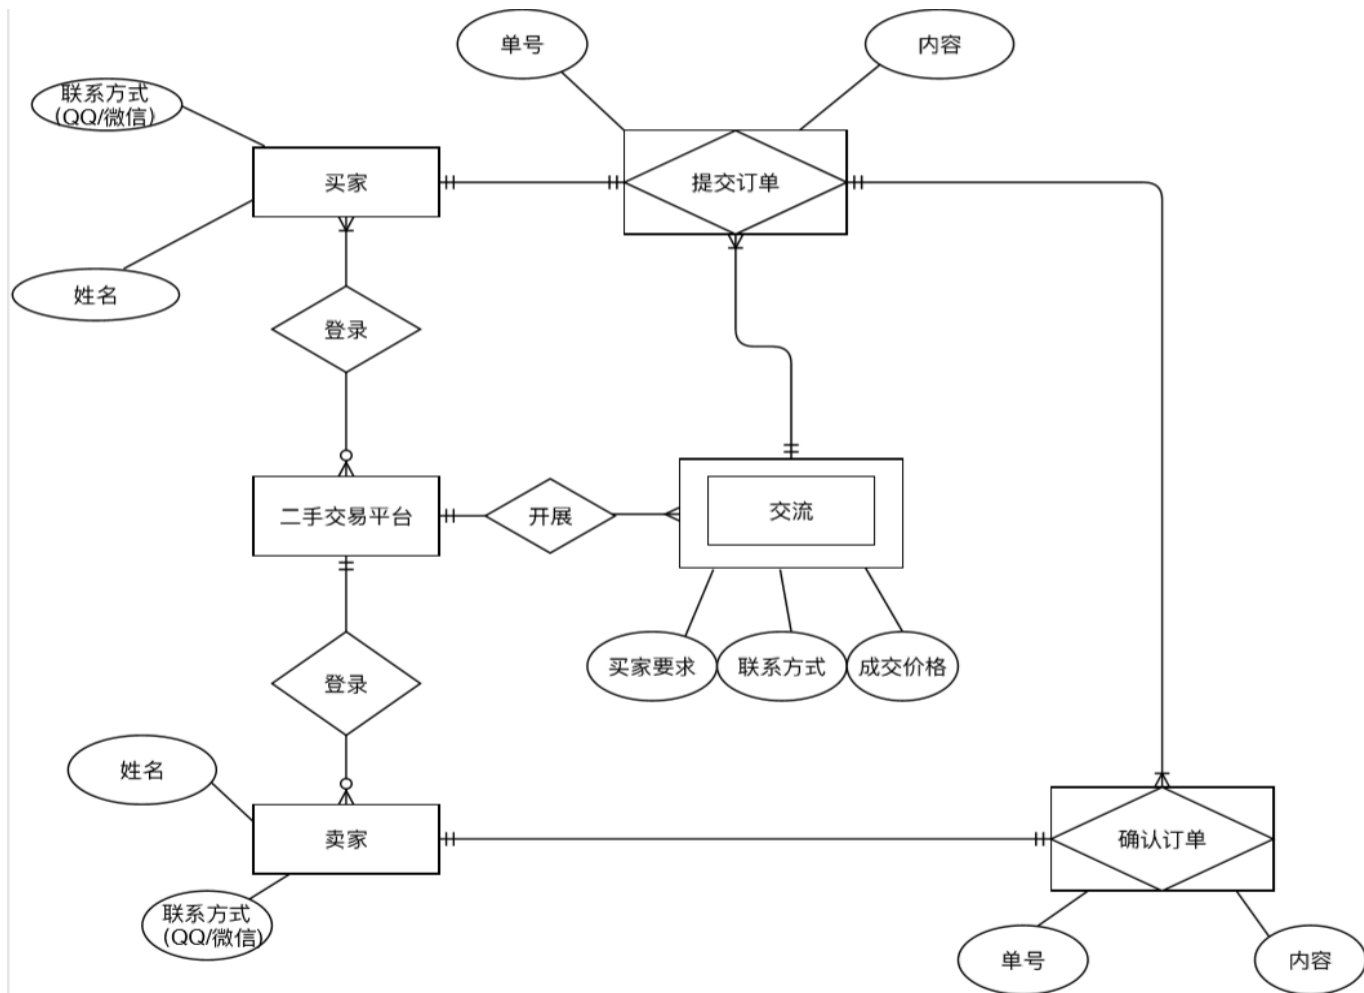 单号
内容
联系方式
(QQ/微信)
买家
提交订单
姓名
登录
二手交易平台
开展
交流
买家要求
联系方式
成交价格
登录
姓名
卖家
确认订单
联系方式
(QQ/微信)
单号
内容